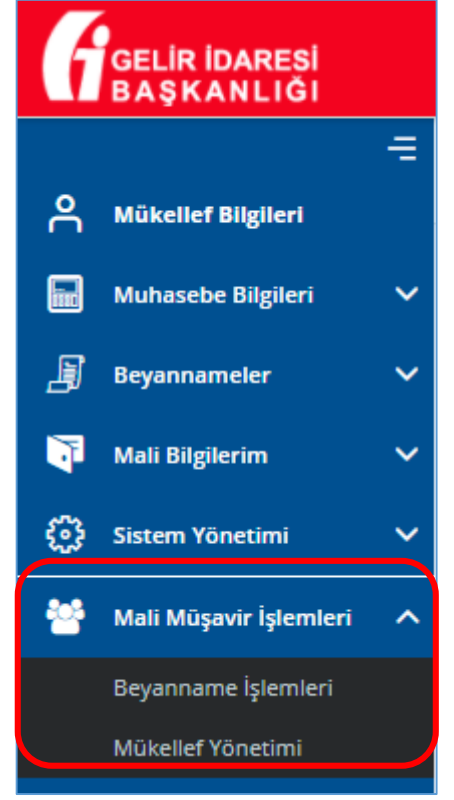 GELİR İDARESİ
BAŞKANLIĞI
Mükellef Bilgileri
Muhasebe Bilgileri
Beyannameler
Mali Bilgilerim
Sistem Yönetimi
Mali Müşavir İşlemleri
Beyanname İşlemleri
Mükellef Yönetimi